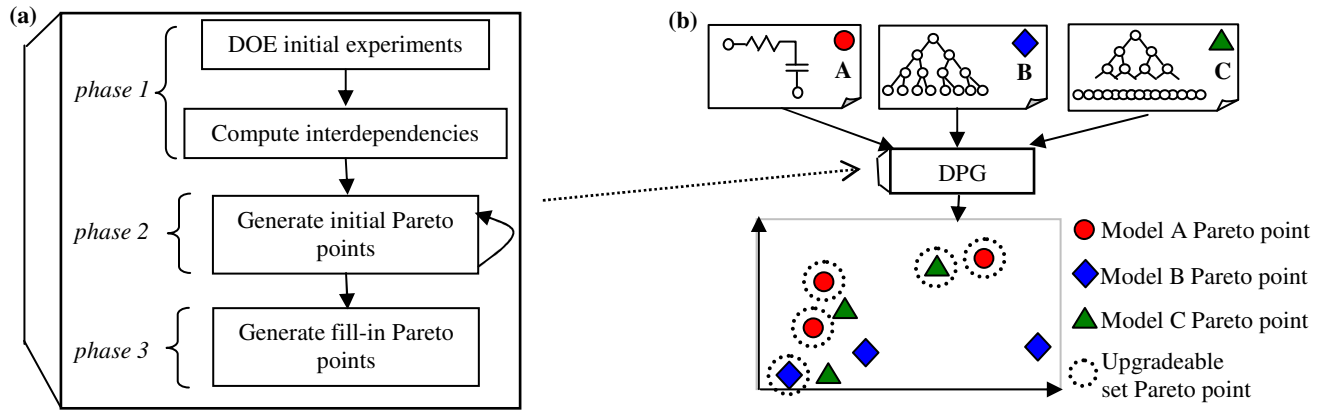 (a)
DOE initial experiments
phase 1
Compute interdependencies
phase 2
Generate initial Pareto
points
phase 3
Generate fill-in Pareto
points
(b)
A
B
C
DPG
Model A Pareto point
Model B Pareto point
Model C Pareto point
Upgradeable
set Pareto point